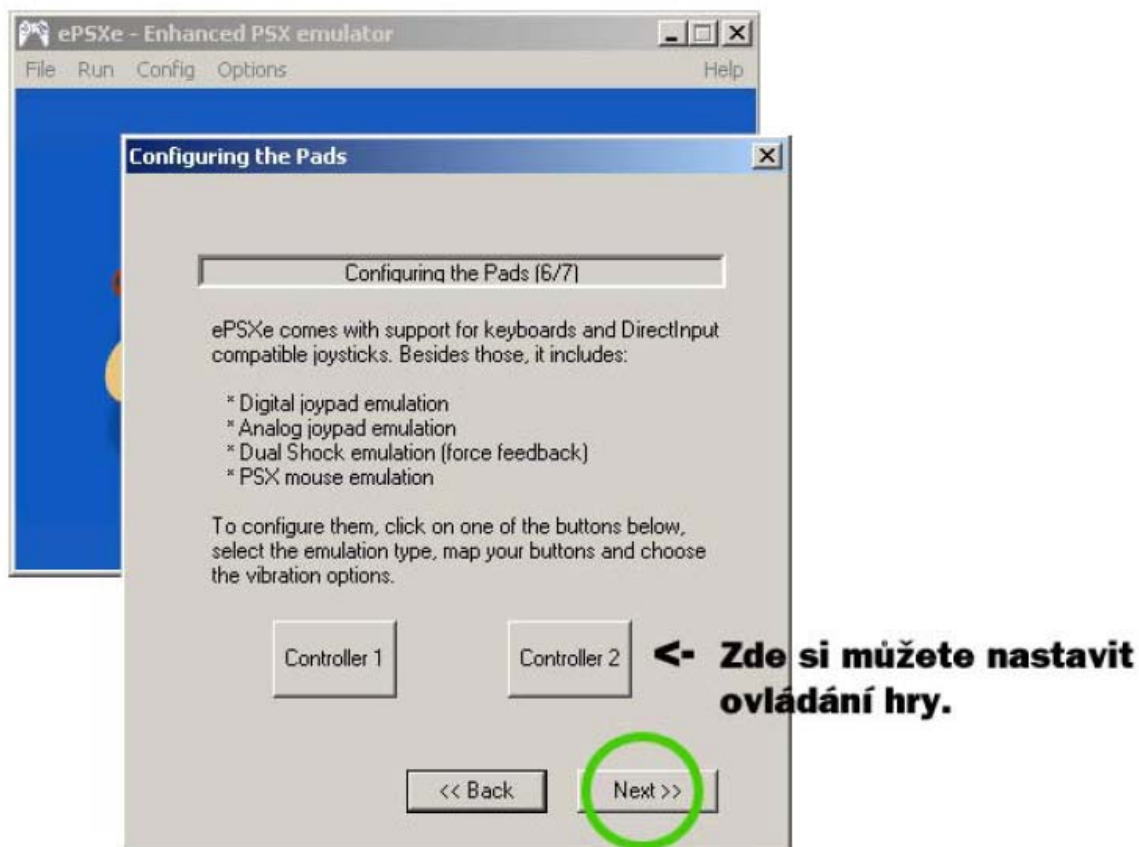 ePSXe - Enhanced PSX emulator
File Run Config Options Help
Configuring the Pads
Configuring the Pads (6/7)
ePSXe comes with support for keyboards and DirectInput
compatible joysticks. Besides those, it includes:
* Digital joypad emulation
* Analog joypad emulation
* Dual Shock emulation (force feedback)
* PSX mouse emulation
To configure them, click on one of the buttons below,
select the emulation type, map your buttons and choose
the vibration options.
Controller 1 Controller 2 <- Zde si můžete nastavit
ovládání hry.
<< Back Next >>